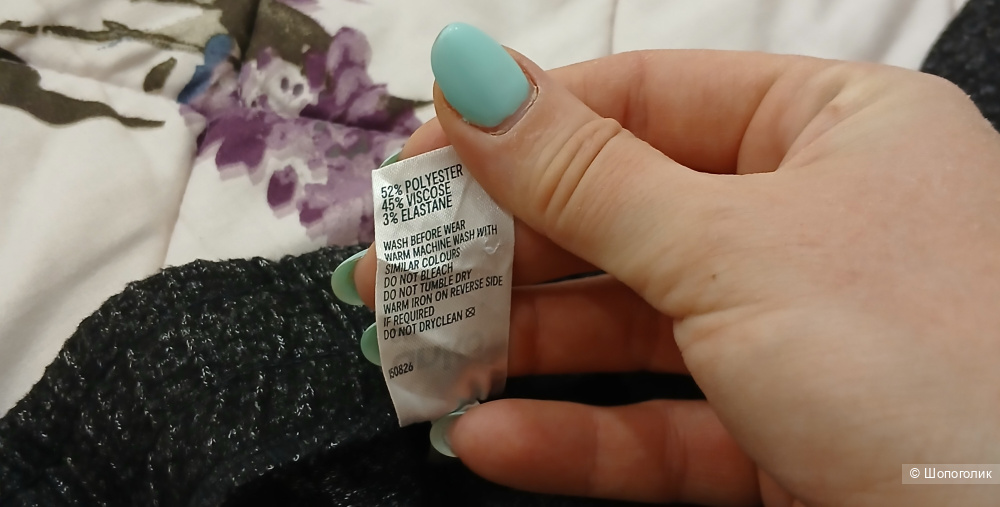 52% POLYESTER
45% VISCOSE
3% ELASTANE
WASH BEFORE WEAR
WARM MACHINE WASH WITH
SIMILAR COLOURS
DO NOT BLEACH
DO NOT TUMBLE DRY
WARM IRON ON REVERSE SIDE
IF REQUIRED
DO NOT DRYCLEAN
150826
© Шопоголик